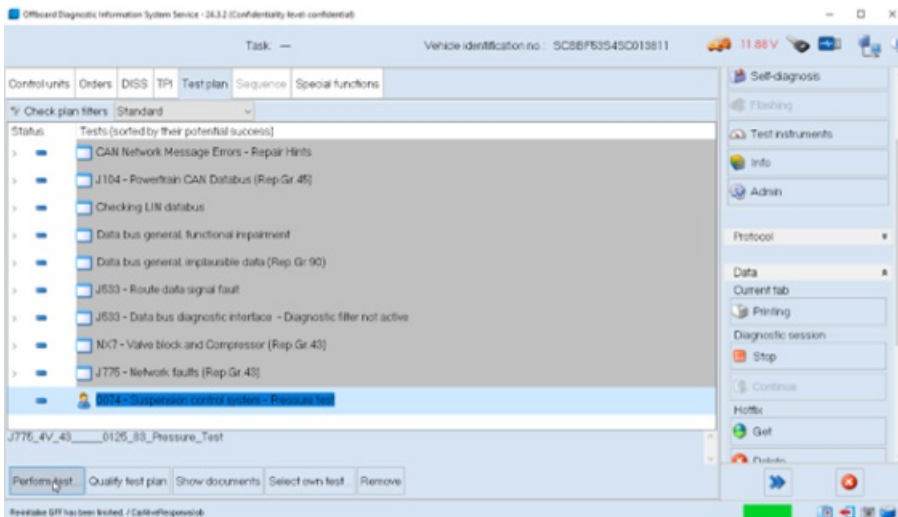 Offboard Diagnostic Information System Service - 24.3.2 (Confidentiality level: confidential)
Task: —
Vehicle identification no.: SCBBF53S4SC013811
11.88 V
Control units Orders DISS TPI Test plan Sequence Special functions
Check plan filters Standard
Status Tests (sorted by their potential success)
CAN Network Message Errors - Repair Hints
J104 - Powertrain CAN Databus (Rep Gr. 45)
Checking LIN databus
Data bus general, functional impairment
Data bus general, implausible data (Rep Gr 90)
J533 - Route data signal fault
J533 - Data bus diagnostic interface - Diagnostic filter not active
NX7 - Valve block and Compressor (Rep Gr. 43)
J775 - Network faults (Rep Gr. 43)
0074 - Suspension control system - Pressure test
J775_4V_43_____0125_83_Pressure_Test
Perform test... Qualify test plan Show documents Select own test... Remove
Self-diagnosis
Flashing
Test instruments
Info
Admin
Protocol
Data
Current tab
Printing
Diagnostic session
Stop
Continue
Hotfix
Get
Delete